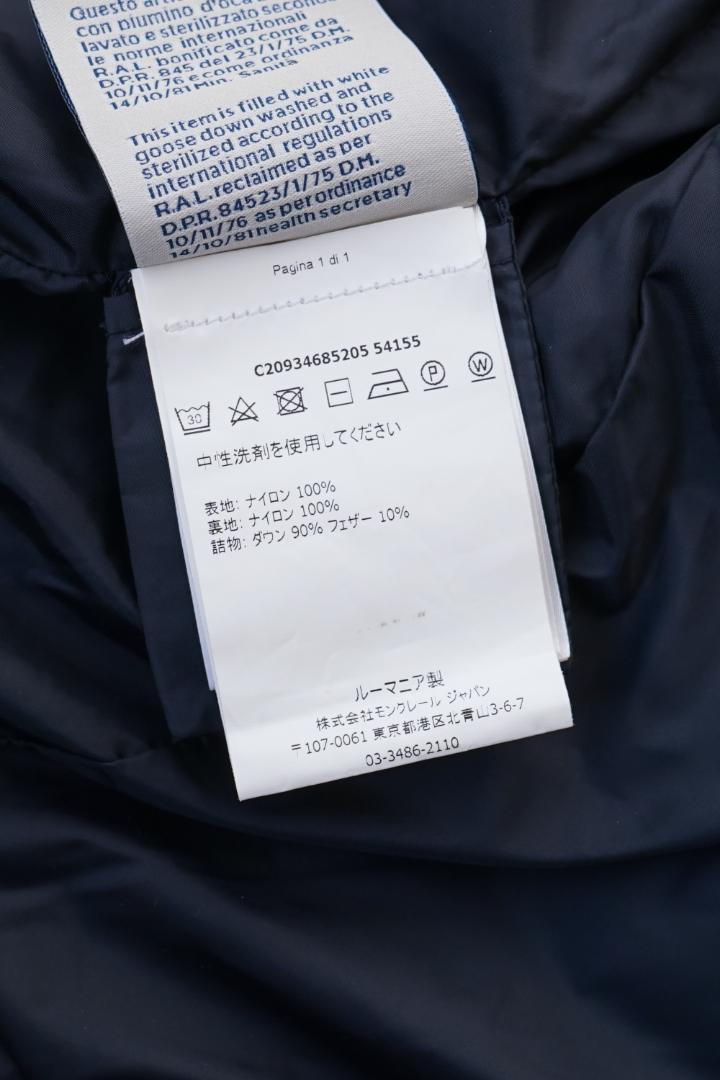 Questo
con piumino d'oca
lavato e sterilizzato secondo
le norme internazionali
R.A.L. bonificato come da
D.P.R. 845 del 23/1/75 D.M.
10/11/76 e come ordinanza
14/10/81 Min. Sanità
This item is filled with white
goose down washed and
sterilized according to the
international regulations
R.A.L. reclaimed as per
D.P.R. 845 23/1/75 D.M.
10/11/76 as per ordinance
14/10/81 health secretary
Pagina 1 di 1
C20934685205 54155
30 P W
中性洗剤を使用してください
表地: ナイロン 100%
裏地: ナイロン 100%
詰物: ダウン 90% フェザー 10%
ルーマニア製
株式会社モンクレール ジャパン
〒107-0061 東京都港区北青山3-6-7
03-3486-2110